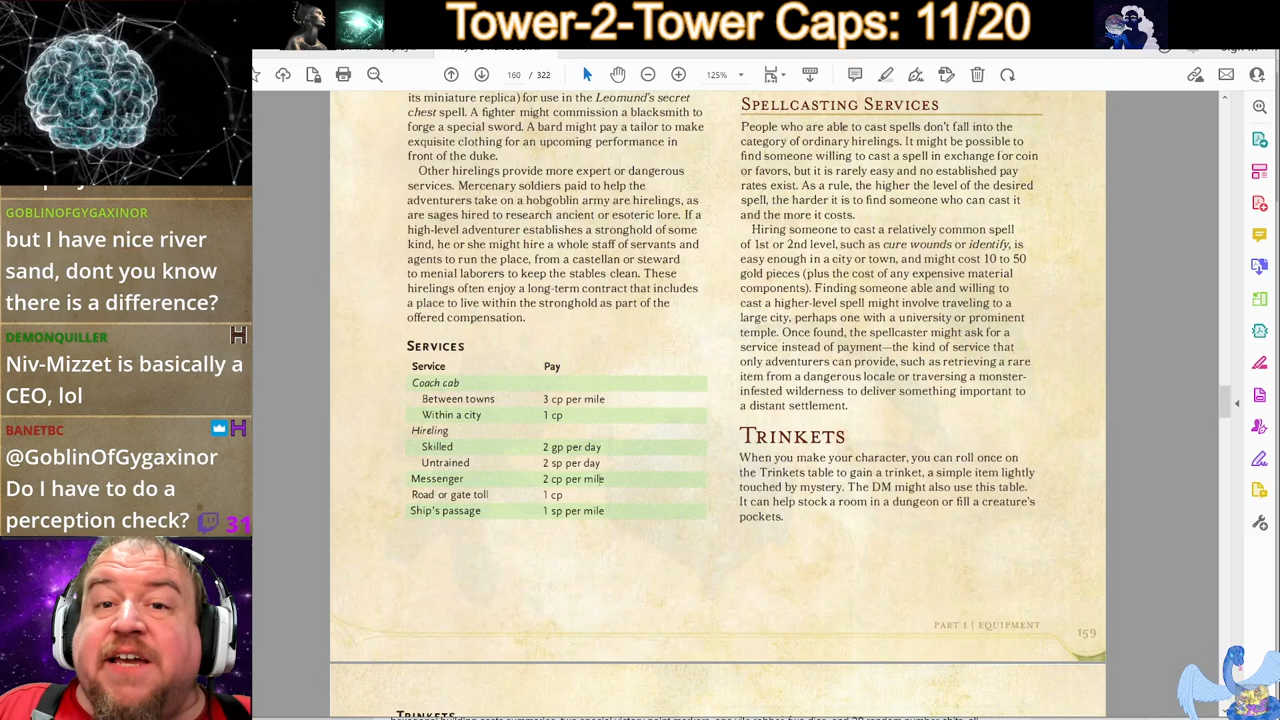 Tower-2-Tower Caps: 11/20
160 / 322
125%
GOBLINOFGYGAXINOR
but I have nice river
sand, dont you know
there is a difference?
DEMONQUILLER
Niv-Mizzet is basically a
CEO, lol
BANETBC
@GoblinOfGygaxinor
Do I have to do a
perception check?
31
its miniature replica) for use in the Leomund's secret
chest spell. A fighter might commission a blacksmith to
forge a special sword. A bard might pay a tailor to make
exquisite clothing for an upcoming performance in
front of the duke.
Other hirelings provide more expert or dangerous
services. Mercenary soldiers paid to help the
adventurers take on a hobgoblin army are hirelings, as
are sages hired to research ancient or esoteric lore. If a
high-level adventurer establishes a stronghold of some
kind, he or she might hire a whole staff of servants and
agents to run the place, from a castellan or steward
to menial laborers to keep the stables clean. These
hirelings often enjoy a long-term contract that includes
a place to live within the stronghold as part of the
offered compensation.
SERVICES
Service Pay
Coach cab
Between towns 3 cp per mile
Within a city 1 cp
Hireling
Skilled 2 gp per day
Untrained 2 sp per day
Messenger 2 cp per mile
Road or gate toll 1 cp
Ship's passage 1 sp per mile
SPELLCASTING SERVICES
People who are able to cast spells don't fall into the
category of ordinary hirelings. It might be possible to
find someone willing to cast a spell in exchange for coin
or favors, but it is rarely easy and no established pay
rates exist. As a rule, the higher the level of the desired
spell, the harder it is to find someone who can cast it
and the more it costs.
Hiring someone to cast a relatively common spell
of 1st or 2nd level, such as cure wounds or identify, is
easy enough in a city or town, and might cost 10 to 50
gold pieces (plus the cost of any expensive material
components). Finding someone able and willing to
cast a higher-level spell might involve traveling to a
large city, perhaps one with a university or prominent
temple. Once found, the spellcaster might ask for a
service instead of payment—the kind of service that
only adventurers can provide, such as retrieving a rare
item from a dangerous locale or traversing a monster-
infested wilderness to deliver something important to
a distant settlement.
TRINKETS
When you make your character, you can roll once on
the Trinkets table to gain a trinket, a simple item lightly
touched by mystery. The DM might also use this table.
It can help stock a room in a dungeon or fill a creature's
pockets.
PART 1 | EQUIPMENT
159
TRINKETS